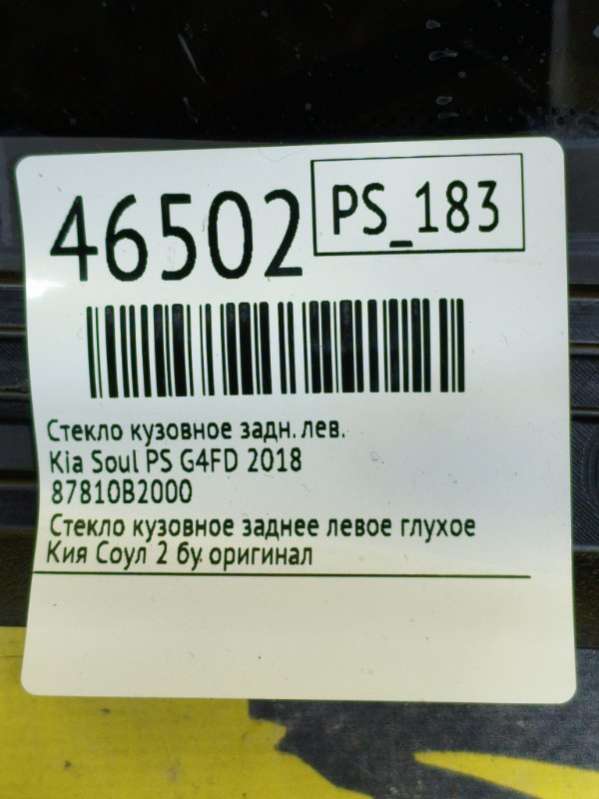 46502 PS_183
Стекло кузовное задн. лев.
Kia Soul PS G4FD 2018
87810B2000
Стекло кузовное заднее левое глухое
Кия Соул 2 бу оригинал